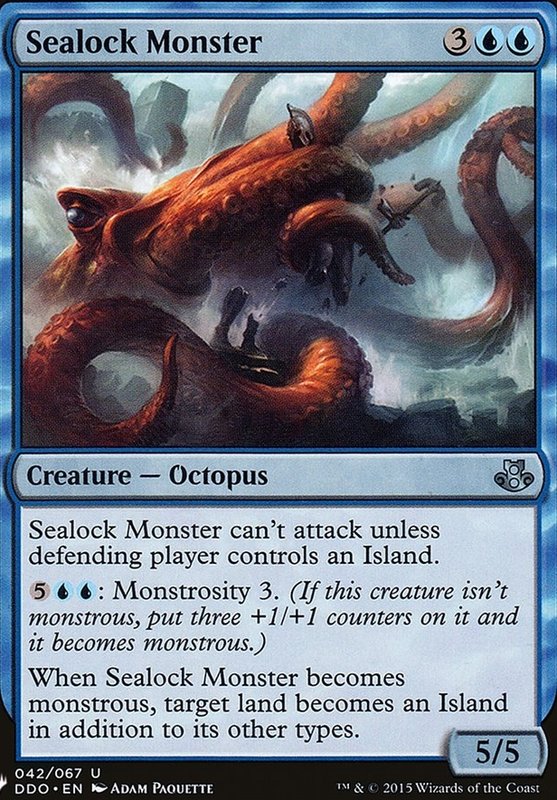 Sealock Monster 3
Creature — Octopus
Sealock Monster can't attack unless
defending player controls an Island.
5: Monstrosity 3. (If this creature isn't
monstrous, put three +1/+1 counters on it and
it becomes monstrous.)
When Sealock Monster becomes
monstrous, target land becomes an Island
in addition to its other types.
5/5
042/067 U
DDO • EN Adam Paquette
™ & © 2015 Wizards of the Coast